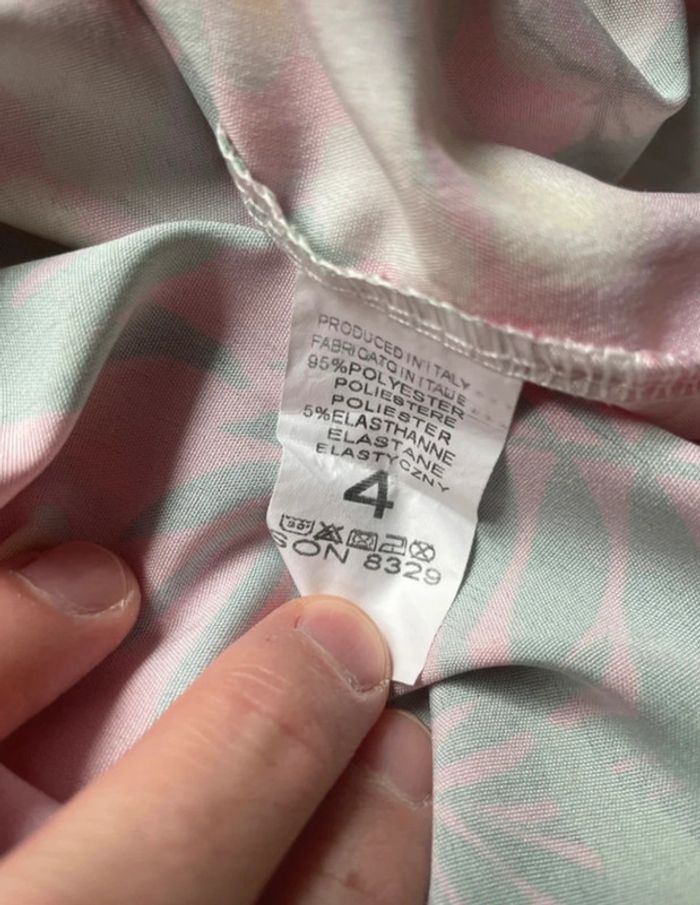 PRODUCED IN ITALY
FABRICATO IN ITALIE
95%POLYESTER
POLIESTERE
POLIESTER
5%ELASTHANNE
ELASTANE
ELASTYCZNY
4
SON 8329